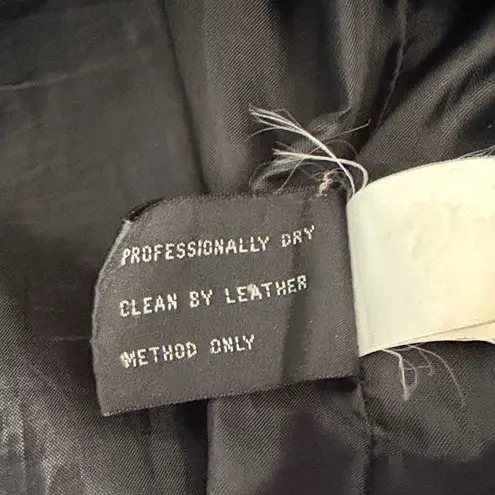 PROFESSIONALLY DRY
CLEAN BY LEATHER
METHOD ONLY